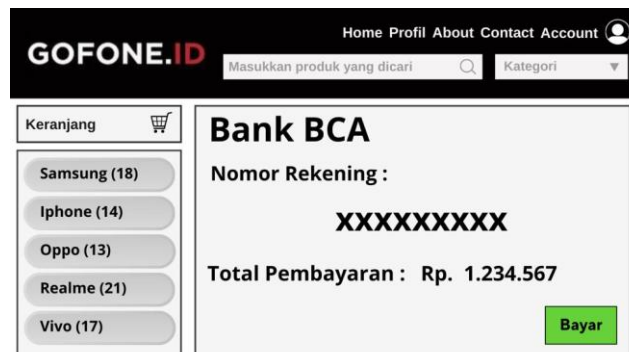 Home Profil About Contact Account
GOFONE.ID
Masukkan produk yang dicari
Kategori
Keranjang
Samsung (18)
Iphone (14)
Oppo (13)
Realme (21)
Vivo (17)
Bank BCA
Nomor Rekening :
XXXXXXXXX
Total Pembayaran : Rp. 1.234.567
Bayar